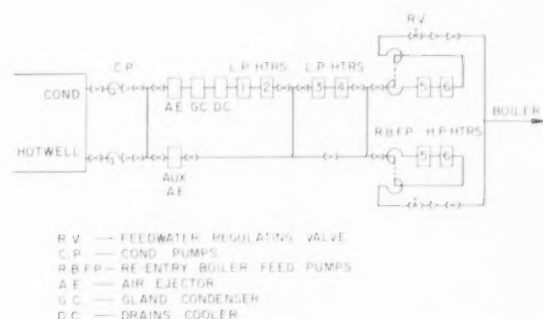 R.V.
C.P.
L.P HTRS
L.P HTRS
COND
1
2
3
4
5
6
A.E
G.C
D.C
BOILER
HOTWELL
R.B.F.P
H.P HTRS
5
6
AUX
A.E
R.V. — FEEDWATER REGULATING VALVE
C.P. — COND PUMPS
R.B.F.P — RE-ENTRY BOILER FEED PUMPS
A.E — AIR EJECTOR
G.C. — GLAND CONDENSER
D.C. — DRAINS COOLER